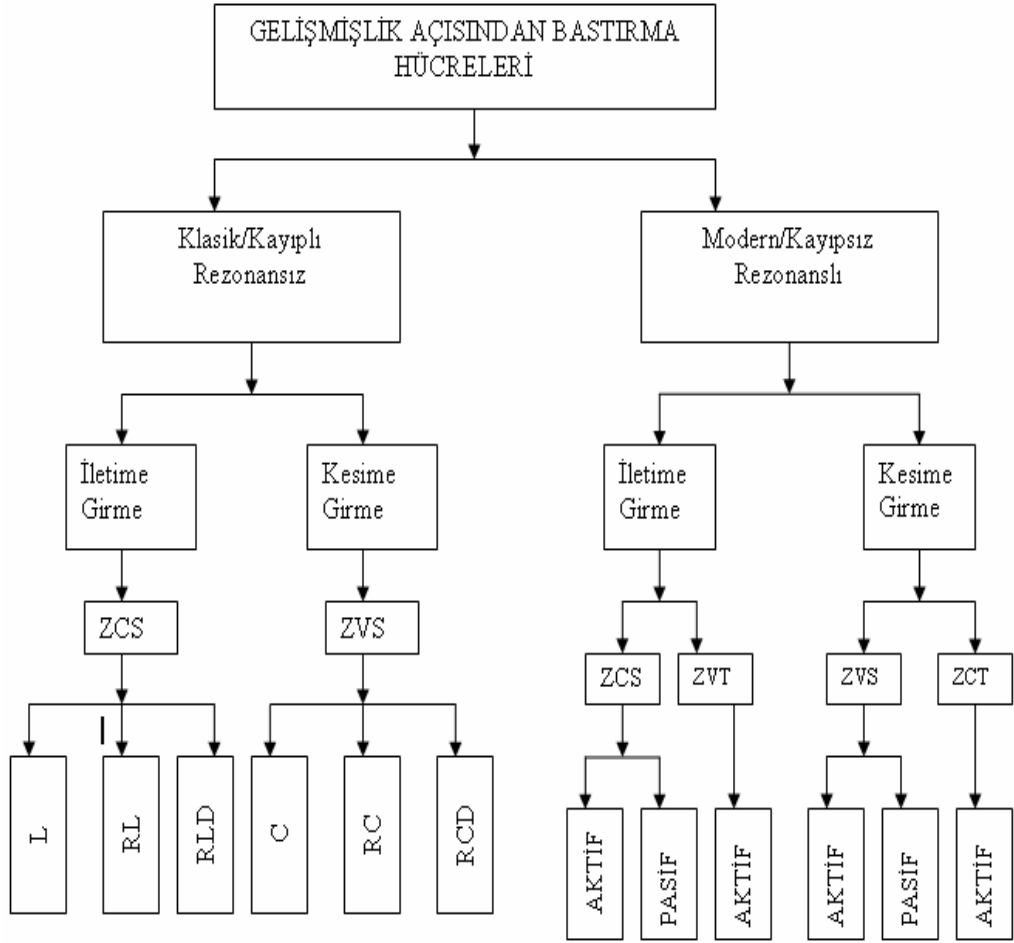 GELİŞMİŞLİK AÇISINDAN BASTIRMA
HÜCRELERİ
Klasik/Kayıplı
Rezonansız
Modern/Kayıpsız
Rezonanslı
İletime
Girme
Kesime
Girme
İletime
Girme
Kesime
Girme
ZCS
ZVS
ZCS
ZVT
ZVS
ZCT
L
RL
RLD
C
RC
RCD
AKTİF
PASİF
AKTİF
AKTİF
PASİF
AKTİF